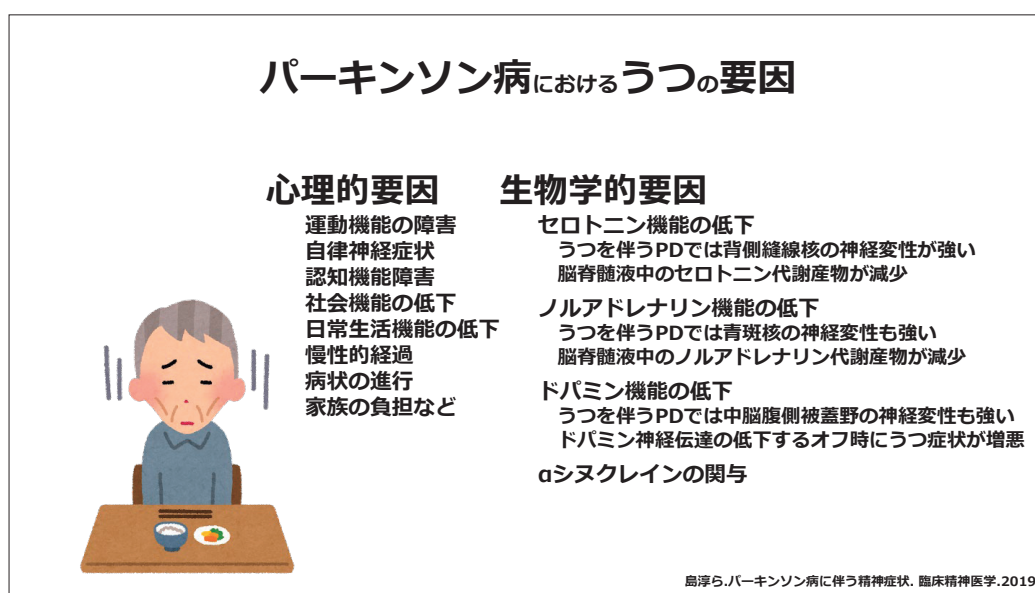 パーキンソン病におけるうつの要因
心理的要因
運動機能の障害
自律神経症状
認知機能障害
社会機能の低下
日常生活機能の低下
慢性的経過
病状の進行
家族の負担など
生物学的要因
セロトニン機能の低下
うつを伴うPDでは背側縫線核の神経変性が強い
脳脊髄液中のセロトニン代謝産物が減少
ノルアドレナリン機能の低下
うつを伴うPDでは青斑核の神経変性も強い
脳脊髄液中のノルアドレナリン代謝産物が減少
ドパミン機能の低下
うつを伴うPDでは中脳腹側被蓋野の神経変性も強い
ドパミン神経伝達の低下するオフ時にうつ症状が増悪
αシヌクレインの関与
島淳ら.パーキンソン病に伴う精神症状. 臨床精神医学.2019